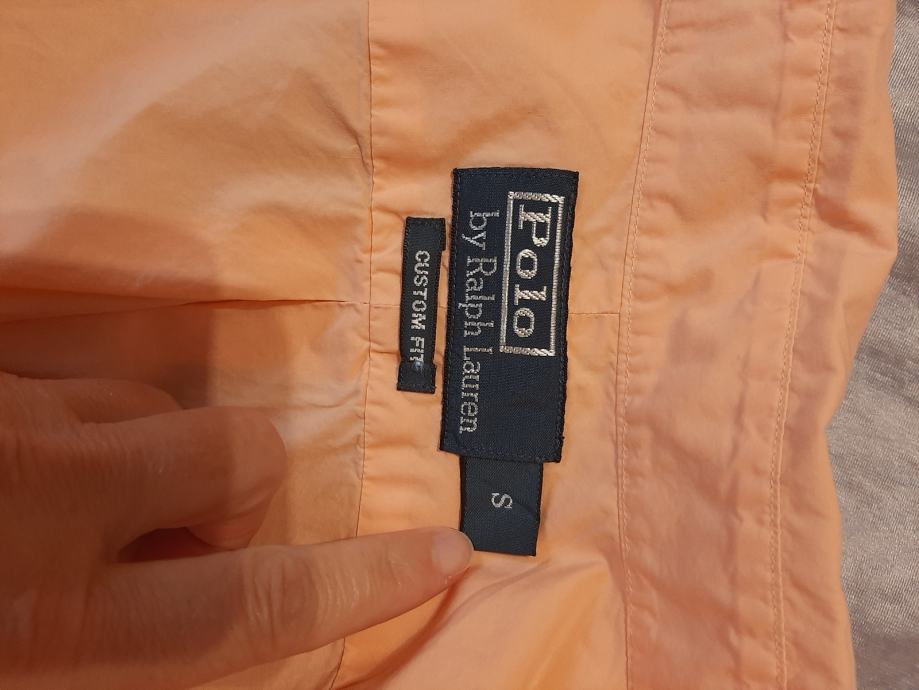 Polo
by Ralph Lauren
CUSTOM FIT
S